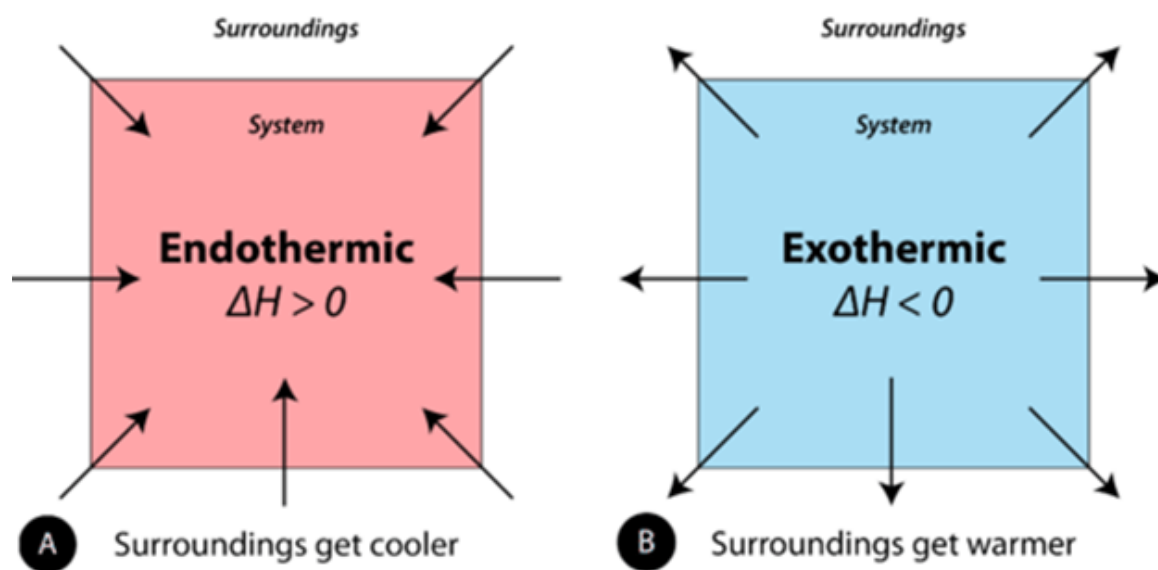 Surroundings
System
Endothermic
ΔH > 0
A Surroundings get cooler
Surroundings
System
Exothermic
ΔH < 0
B Surroundings get warmer